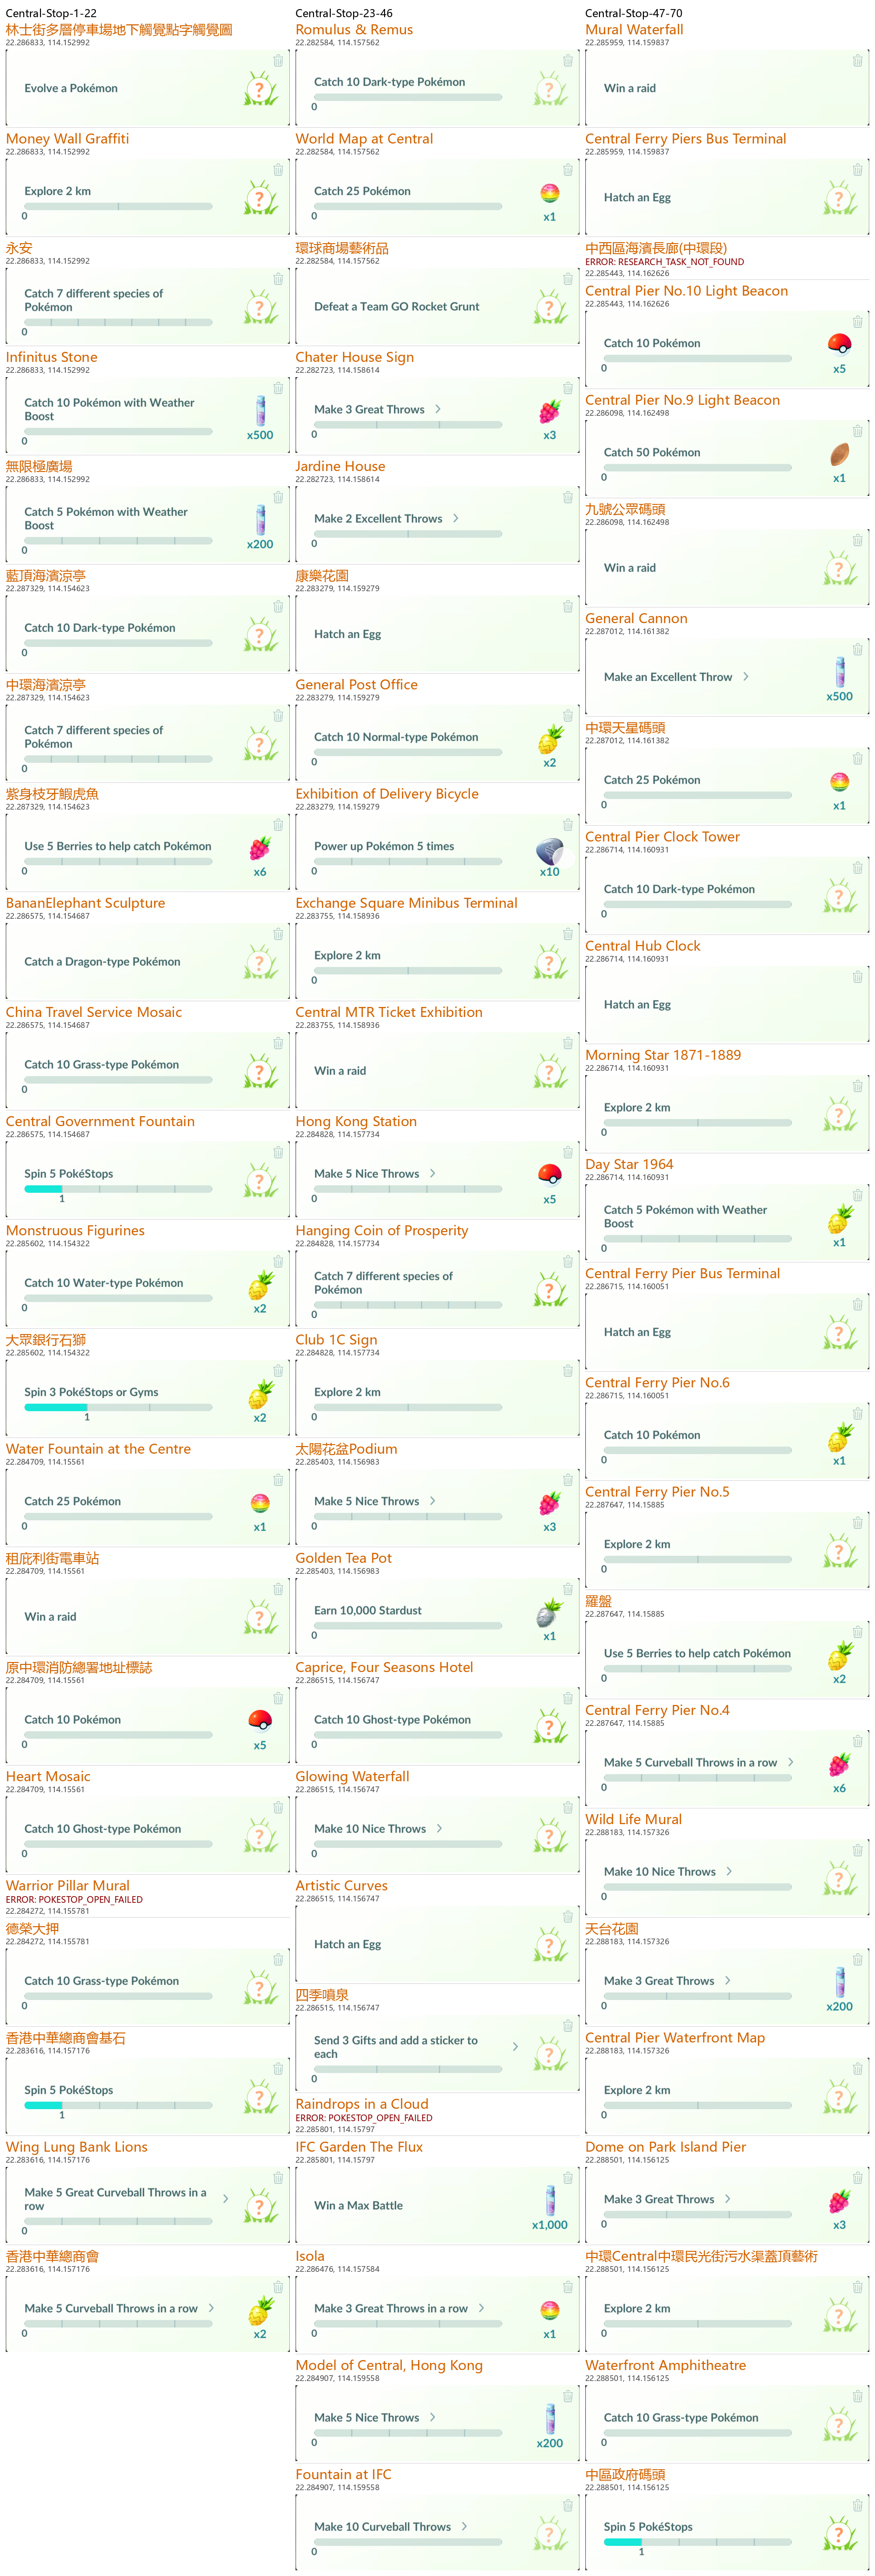 Central-Stop-1-22
林士街多層停車場地下觸覺點字觸覺圖
22.286833, 114.152992
Evolve a Pokémon
Money Wall Graffiti
22.286833, 114.152992
Explore 2 km
0
永安
22.286833, 114.152992
Catch 7 different species of
Pokémon
0
Infinitus Stone
22.286833, 114.152992
Catch 10 Pokémon with Weather
Boost
0
x500
無限極廣場
22.286833, 114.152992
Catch 5 Pokémon with Weather
Boost
0
x200
藍頂海濱涼亭
22.287329, 114.154623
Catch 10 Dark-type Pokémon
0
中環海濱涼亭
22.287329, 114.154623
Catch 7 different species of
Pokémon
0
紫身枝牙鰕虎魚
22.287329, 114.154623
Use 5 Berries to help catch Pokémon
0
x6
BananElephant Sculpture
22.286575, 114.154687
Catch a Dragon-type Pokémon
China Travel Service Mosaic
22.286575, 114.154687
Catch 10 Grass-type Pokémon
0
Central Government Fountain
22.286575, 114.154687
Spin 5 PokéStops
1
Monstruous Figurines
22.285602, 114.154322
Catch 10 Water-type Pokémon
0
x2
大眾銀行石獅
22.285602, 114.154322
Spin 3 PokéStops or Gyms
1
x2
Water Fountain at the Centre
22.284709, 114.15561
Catch 25 Pokémon
0
x1
租庇利街電車站
22.284709, 114.15561
Win a raid
原中環消防總署地址標誌
22.284709, 114.15561
Catch 10 Pokémon
0
x5
Heart Mosaic
22.284709, 114.15561
Catch 10 Ghost-type Pokémon
0
Warrior Pillar Mural
ERROR: POKESTOP_OPEN_FAILED
22.284272, 114.155781
德榮大押
22.284272, 114.155781
Catch 10 Grass-type Pokémon
0
香港中華總商會基石
22.283616, 114.157176
Spin 5 PokéStops
1
Wing Lung Bank Lions
22.283616, 114.157176
Make 5 Great Curveball Throws in a
row
0
香港中華總商會
22.283616, 114.157176
Make 5 Curveball Throws in a row
0
x2
Central-Stop-23-46
Romulus & Remus
22.282584, 114.157562
Catch 10 Dark-type Pokémon
0
World Map at Central
22.282584, 114.157562
Catch 25 Pokémon
0
x1
環球商場藝術品
22.282584, 114.157562
Defeat a Team GO Rocket Grunt
Chater House Sign
22.282723, 114.158614
Make 3 Great Throws
0
x3
Jardine House
22.282723, 114.158614
Make 2 Excellent Throws
0
康樂花園
22.283279, 114.159279
Hatch an Egg
General Post Office
22.283279, 114.159279
Catch 10 Normal-type Pokémon
0
x2
Exhibition of Delivery Bicycle
22.283279, 114.159279
Power up Pokémon 5 times
0
x10
Exchange Square Minibus Terminal
22.283755, 114.158936
Explore 2 km
0
Central MTR Ticket Exhibition
22.283755, 114.158936
Win a raid
Hong Kong Station
22.284828, 114.157734
Make 5 Nice Throws
0
x5
Hanging Coin of Prosperity
22.284828, 114.157734
Catch 7 different species of
Pokémon
0
Club 1C Sign
22.284828, 114.157734
Explore 2 km
0
太陽花盆Podium
22.285403, 114.156983
Make 5 Nice Throws
0
x3
Golden Tea Pot
22.285403, 114.156983
Earn 10,000 Stardust
0
x1
Caprice, Four Seasons Hotel
22.286515, 114.156747
Catch 10 Ghost-type Pokémon
0
Glowing Waterfall
22.286515, 114.156747
Make 10 Nice Throws
0
Artistic Curves
22.286515, 114.156747
Hatch an Egg
四季噴泉
22.286515, 114.156747
Send 3 Gifts and add a sticker to
each
0
Raindrops in a Cloud
ERROR: POKESTOP_OPEN_FAILED
22.285801, 114.15797
IFC Garden The Flux
22.285801, 114.15797
Win a Max Battle
x1,000
Isola
22.286476, 114.157584
Make 3 Great Throws in a row
0
x1
Model of Central, Hong Kong
22.284907, 114.159558
Make 5 Nice Throws
0
x200
Fountain at IFC
22.284907, 114.159558
Make 10 Curveball Throws
0
Central-Stop-47-70
Mural Waterfall
22.285959, 114.159837
Win a raid
Central Ferry Piers Bus Terminal
22.285959, 114.159837
Hatch an Egg
中西區海濱長廊(中環段)
ERROR: RESEARCH_TASK_NOT_FOUND
22.285443, 114.162626
Central Pier No.10 Light Beacon
22.285443, 114.162626
Catch 10 Pokémon
0
x5
Central Pier No.9 Light Beacon
22.286098, 114.162498
Catch 50 Pokémon
0
x1
九號公眾碼頭
22.286098, 114.162498
Win a raid
General Cannon
22.287012, 114.161382
Make an Excellent Throw
x500
中環天星碼頭
22.287012, 114.161382
Catch 25 Pokémon
0
x1
Central Pier Clock Tower
22.286714, 114.160931
Catch 10 Dark-type Pokémon
0
Central Hub Clock
22.286714, 114.160931
Hatch an Egg
Morning Star 1871-1889
22.286714, 114.160931
Explore 2 km
0
Day Star 1964
22.286714, 114.160931
Catch 5 Pokémon with Weather
Boost
0
x1
Central Ferry Pier Bus Terminal
22.286715, 114.160051
Hatch an Egg
Central Ferry Pier No.6
22.286715, 114.160051
Catch 10 Pokémon
0
x1
Central Ferry Pier No.5
22.287647, 114.15885
Explore 2 km
0
羅盤
22.287647, 114.15885
Use 5 Berries to help catch Pokémon
0
x2
Central Ferry Pier No.4
22.287647, 114.15885
Make 5 Curveball Throws in a row
0
x6
Wild Life Mural
22.288183, 114.157326
Make 10 Nice Throws
0
天台花園
22.288183, 114.157326
Make 3 Great Throws
0
x200
Central Pier Waterfront Map
22.288183, 114.157326
Explore 2 km
0
Dome on Park Island Pier
22.288501, 114.156125
Make 3 Great Throws
0
x3
中環Central中環民光街污水渠蓋頂藝術
22.288501, 114.156125
Explore 2 km
0
Waterfront Amphitheatre
22.288501, 114.156125
Catch 10 Grass-type Pokémon
0
中區政府碼頭
22.288501, 114.156125
Spin 5 PokéStops
1